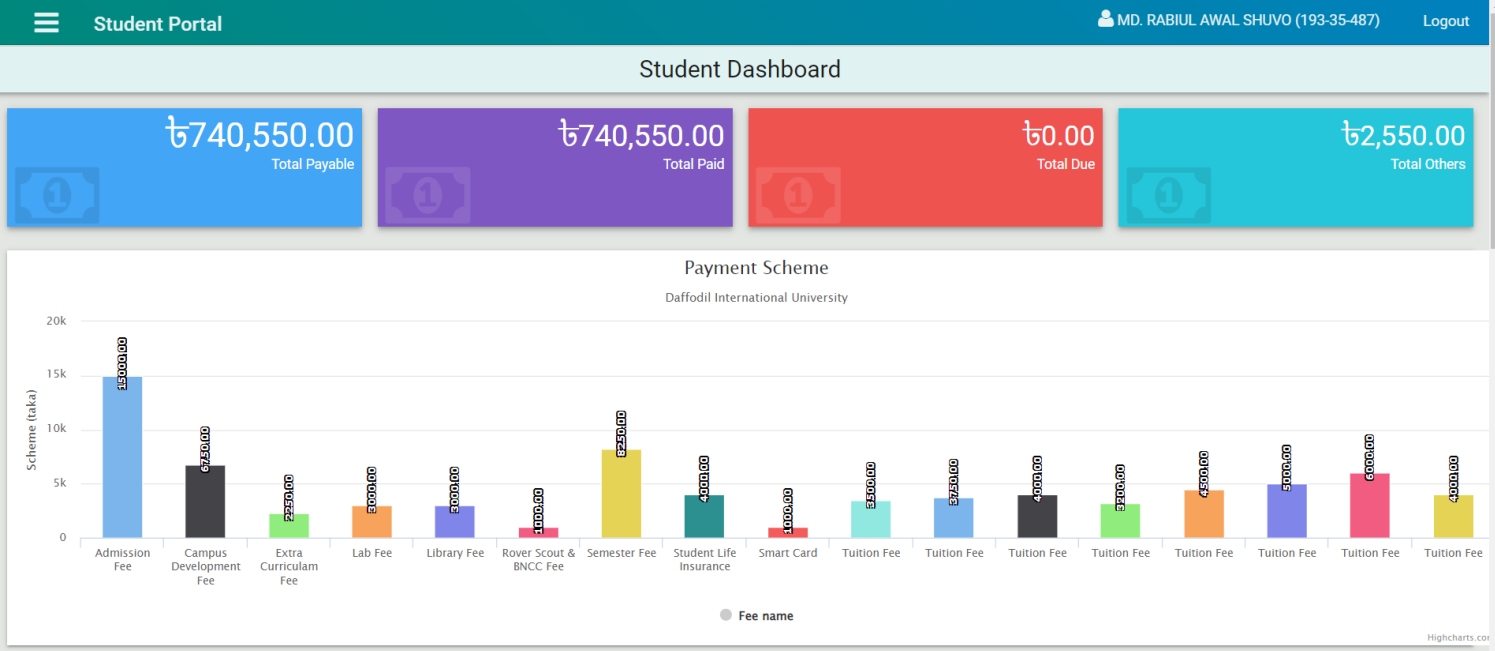 Student Portal
MD. RABIUL AWAL SHUVO (193-35-487)
Logout
Student Dashboard
৳740,550.00
Total Payable
1
৳740,550.00
Total Paid
1
৳0.00
Total Due
1
৳2,550.00
Total Others
1
Payment Scheme
Daffodil International University
Scheme (taka)
20k
15k
10k
5k
0
15000.00
6750.00
2250.00
3000.00
3000.00
1000.00
8250.00
4000.00
1000.00
3500.00
3750.00
4000.00
3200.00
4500.00
5000.00
6000.00
4000.00
Admission
Fee
Campus
Development
Fee
Extra
Curriculam
Fee
Lab Fee
Library Fee
Rover Scout &
BNCC Fee
Semester Fee
Student Life
Insurance
Smart Card
Tuition Fee
Tuition Fee
Tuition Fee
Tuition Fee
Tuition Fee
Tuition Fee
Tuition Fee
Tuition Fee
Fee name
Highcharts.co